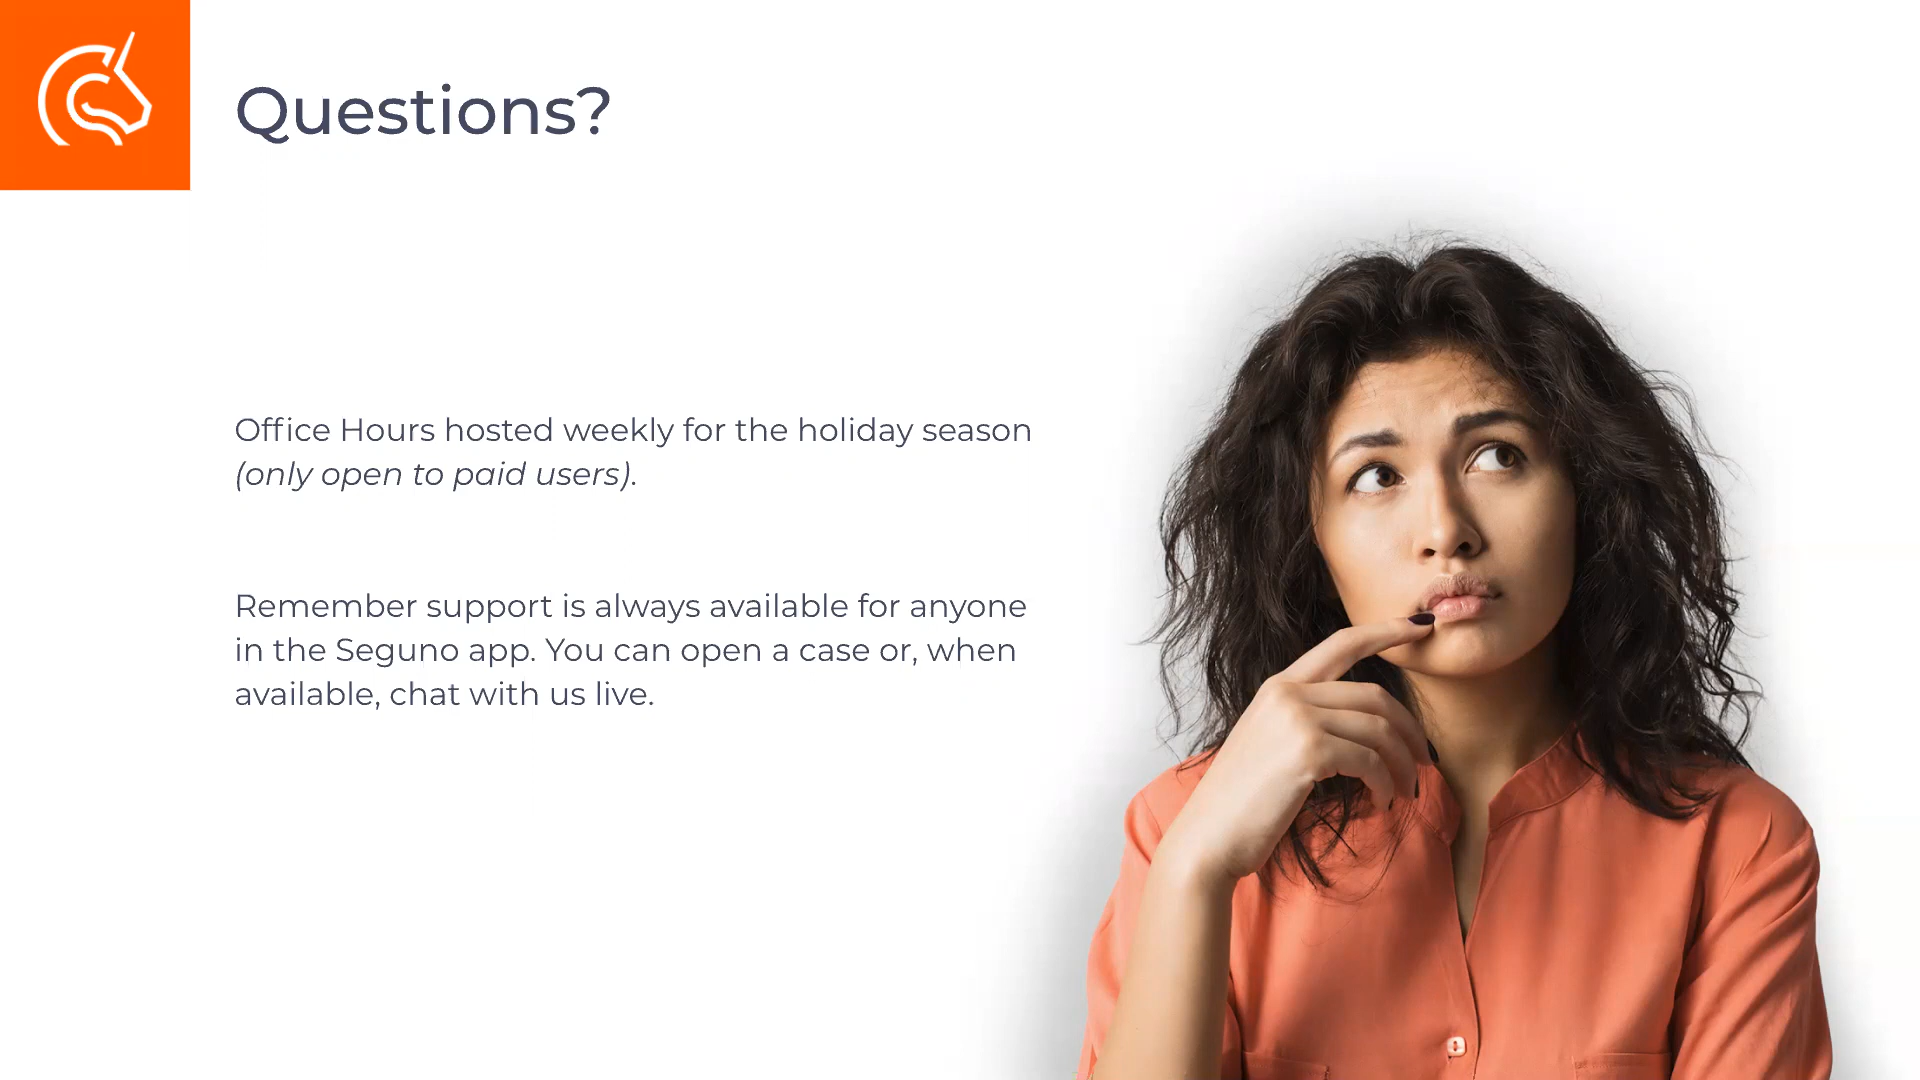 Questions?
Office Hours hosted weekly for the holiday season
(only open to paid users).
Remember support is always available for anyone
in the Seguno app. You can open a case or, when
available, chat with us live.